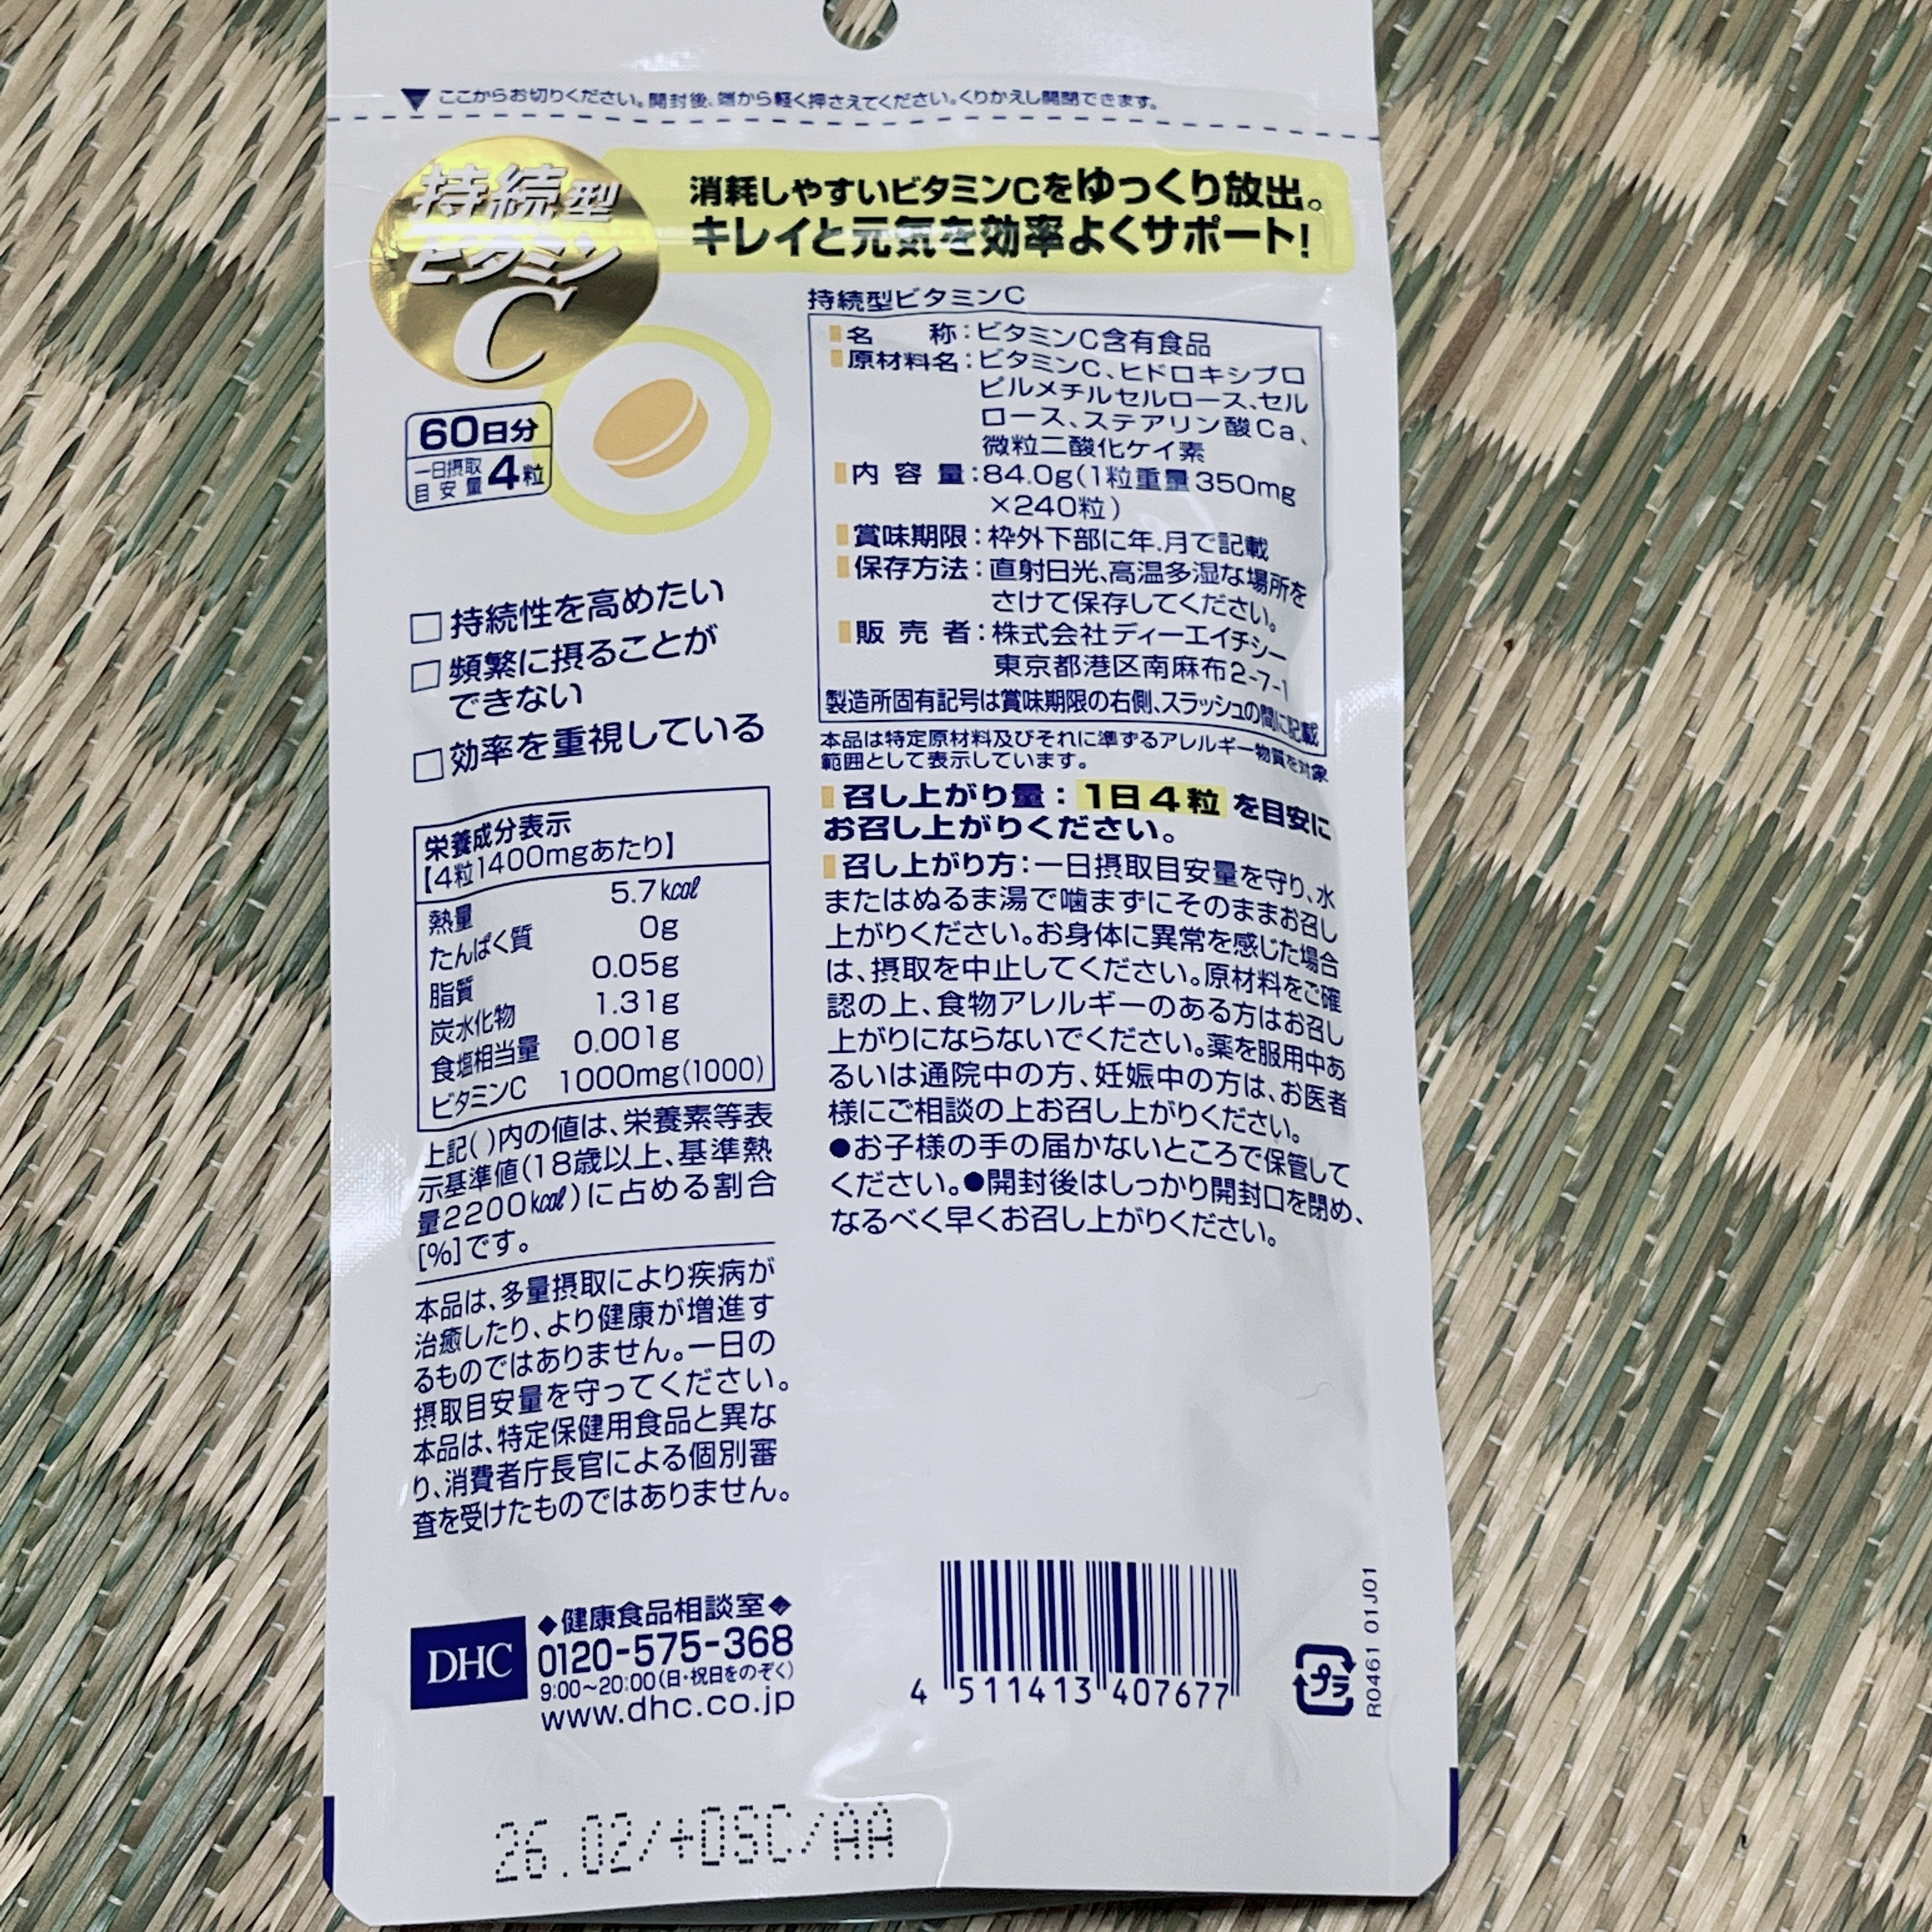 ▼ここからお切りください。開封後、端から軽く押さえてください。くりかえし開閉できます。
持続型
ビタミン
C
消耗しやすいビタミンCをゆっくり放出。
キレイと元気を効率よくサポート!
60日分
一日摂取
目安量 4粒
□持続性を高めたい
□頻繁に摂ることが
できない
□効率を重視している
栄養成分表示
【4粒1400mgあたり】
熱量 5.7kcal
たんぱく質 0g
脂質 0.05g
炭水化物 1.31g
食塩相当量 0.001g
ビタミンC 1000mg(1000)
上記( )内の値は、栄養素等表
示基準値(18歳以上、基準熱
量2200kcal)に占める割合
[%]です。
本品は、多量摂取により疾病が
治癒したり、より健康が増進す
るものではありません。一日の
摂取目安量を守ってください。
本品は、特定保健用食品と異な
り、消費者庁長官による個別審
査を受けたものではありません。
持続型ビタミンC
名 称:ビタミンC含有食品
原材料名:ビタミンC、ヒドロキシプロ
ピルメチルセルロース、セル
ロース、ステアリン酸Ca、
微粒二酸化ケイ素
内容量:84.0g(1粒重量350mg
×240粒)
賞味期限:枠外下部に年.月で記載
保存方法:直射日光、高温多湿な場所を
さけて保存してください。
販売者:株式会社ディーエイチシー
東京都港区南麻布2-7-1
製造所固有記号は賞味期限の右側、スラッシュの間に記載
本品は特定原材料及びそれに準ずるアレルギー物質を対象
範囲として表示しています。
召し上がり量:1日4粒を目安に
お召し上がりください。
召し上がり方:一日摂取目安量を守り、水
またはぬるま湯で噛まずにそのままお召し
上がりください。お身体に異常を感じた場合
は、摂取を中止してください。原材料をご確
認の上、食物アレルギーのある方はお召し
上がりにならないでください。薬を服用中あ
るいは通院中の方、妊娠中の方は、お医者
様にご相談の上お召し上がりください。
●お子様の手の届かないところで保管して
ください。●開封後はしっかり開封口を閉め、
なるべく早くお召し上がりください。
DHC
◆健康食品相談室◆
0120-575-368
9:00〜20:00(日・祝日をのぞく)
www.dhc.co.jp
4 511413 407677
プラ
R0461 01J01
26.02/+OSC/AA